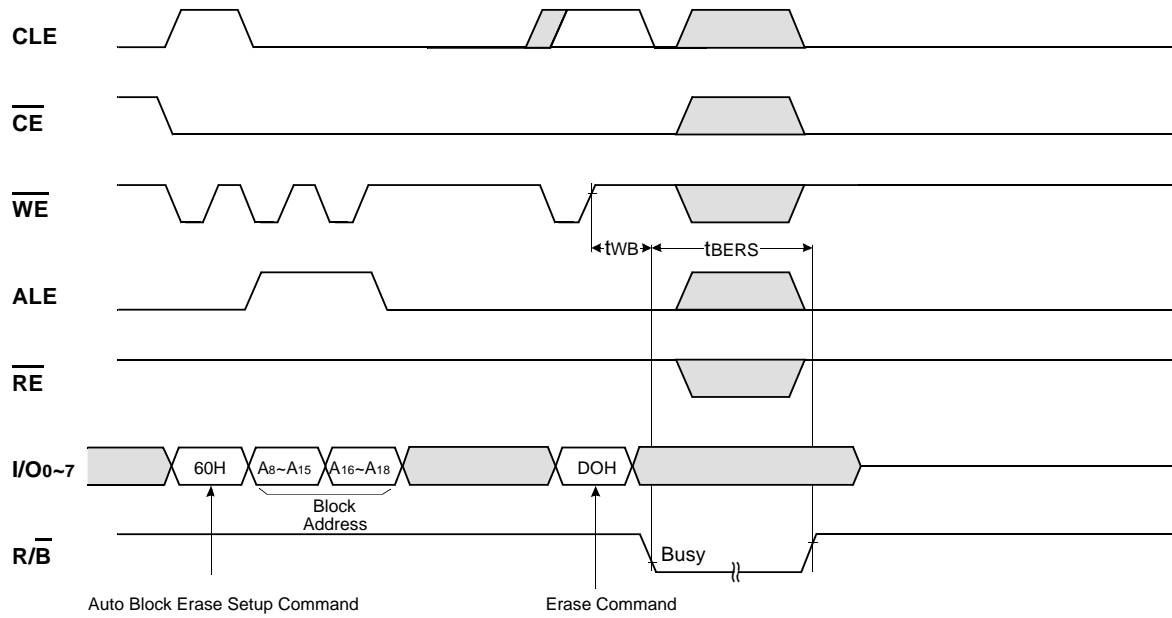 CLE
CE
WE
tWB
tBERS
ALE
RE
I/O0~7
60H
A8~A15
A16~A18
DOH
Block
Address
R/B
Busy
Auto Block Erase Setup Command
Erase Command